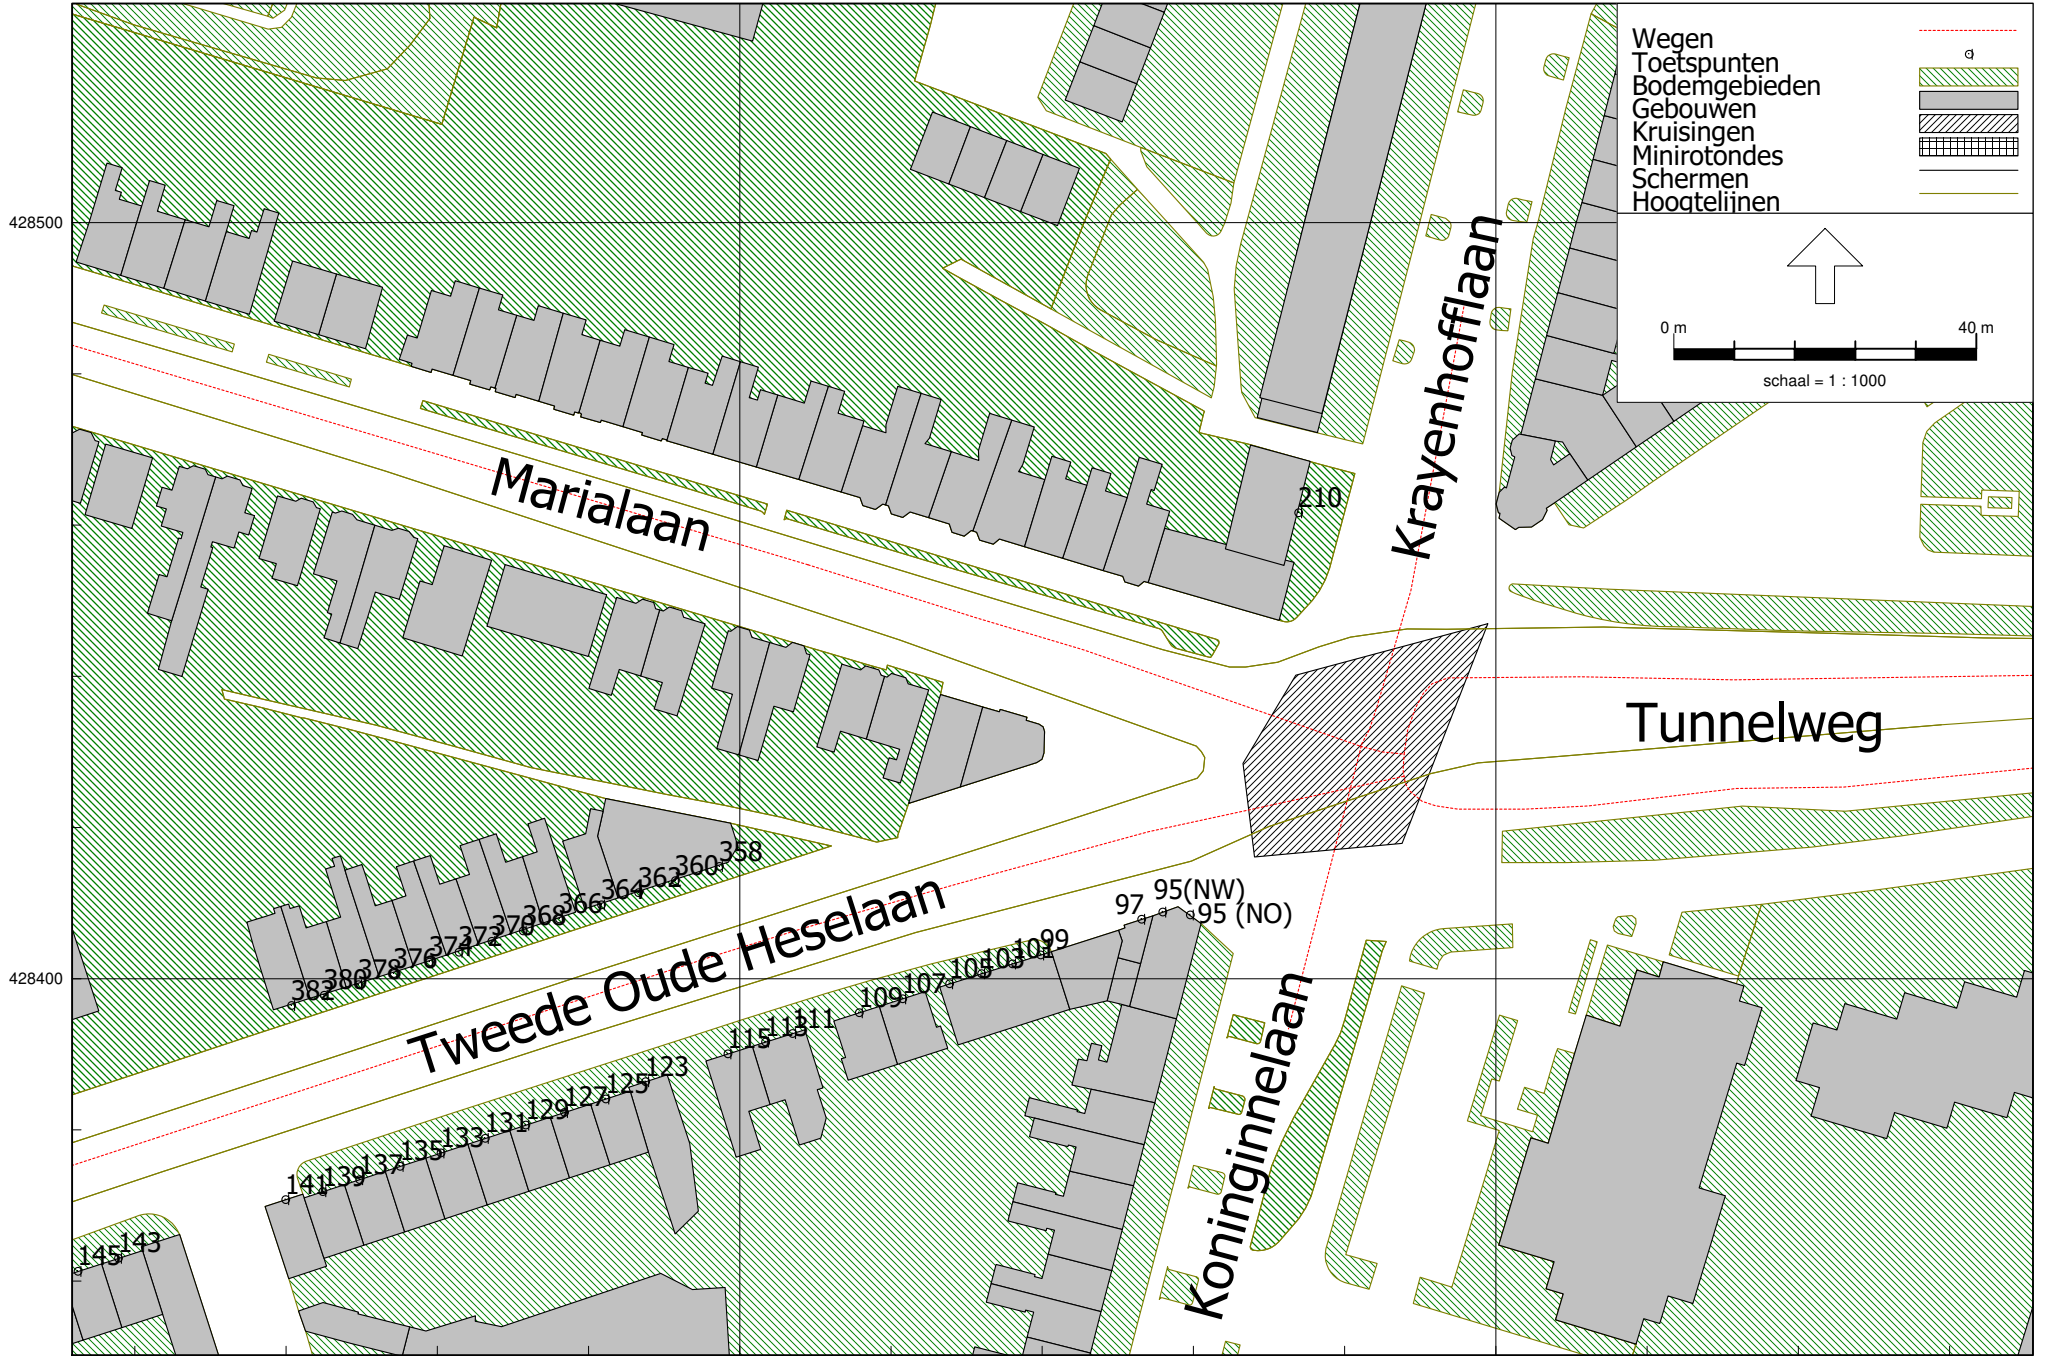 Wegen
Toetspunten
Bodemgebieden
Gebouwen
Kruisingen
Minirotondes
Schermen
Hoogtelijnen
0 m 40 m
schaal = 1 : 1000
428500
428400
Marialaan
Krayenhofflaan
210
Tunnelweg
Tweede Oude Heselaan
Koninginnelaan
358
360
362
364
366
368
370
372
374
376
378
380
382
97
95(NW)
95 (NO)
99
101
103
105
107
109
111
113
115
123
125
127
129
131
133
135
137
139
141
143
145